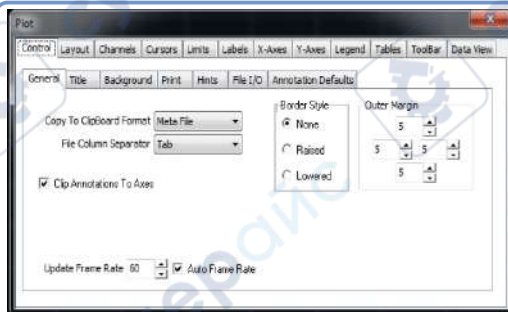 Plot
Control Layout Channels Cursors Limits Labels X-Axes Y-Axes Legend Tables ToolBar Data View
General Title Background Print Hints File I/O Annotation Defaults
Copy To ClipBoard Format Meta File
File Column Separator Tab
Clip Annotations To Axes
Border Style
None
Raised
Lowered
Outer Margin
5
5 5
5
Update Frame Rate 60 Auto Frame Rate